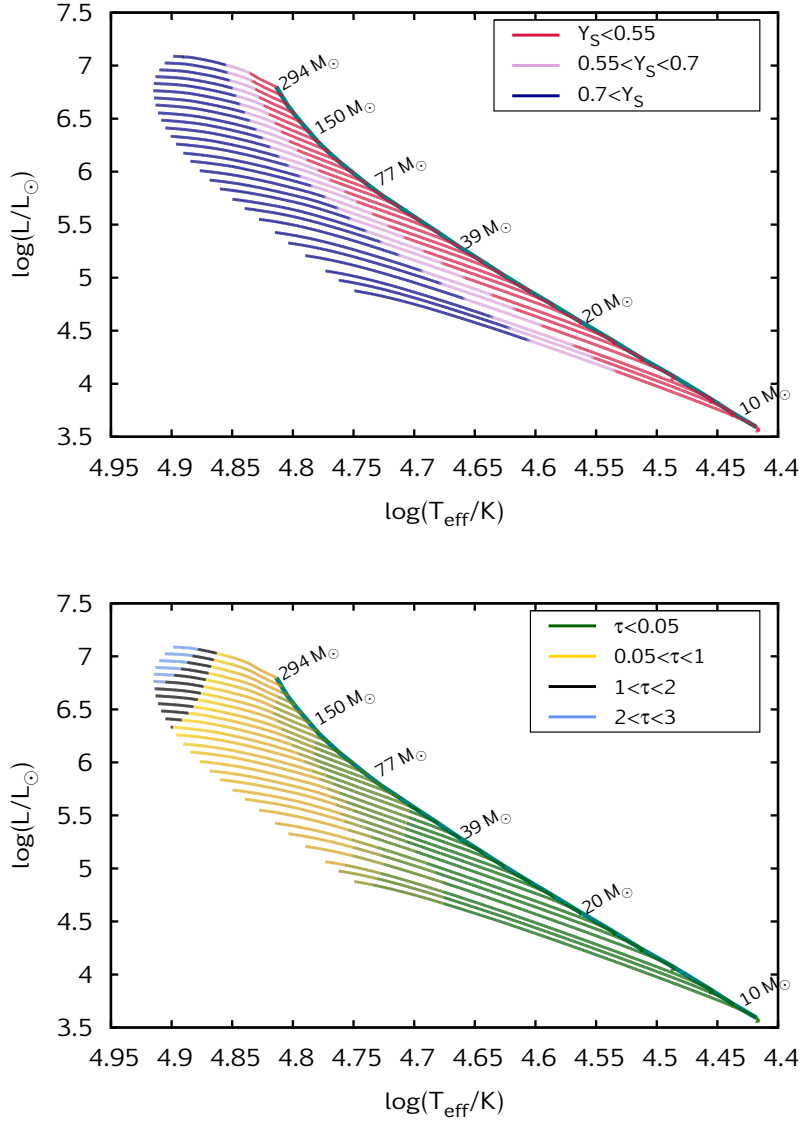 7.5
7
6.5
6
5.5
5
4.5
4
3.5
log(L/L☉)
Y_S<0.55
0.55<Y_S<0.7
0.7<Y_S
294 M☉
150 M☉
77 M☉
39 M☉
20 M☉
10 M☉
4.95 4.9 4.85 4.8 4.75 4.7 4.65 4.6 4.55 4.5 4.45 4.4
log(T_eff/K)
7.5
7
6.5
6
5.5
5
4.5
4
3.5
log(L/L☉)
τ<0.05
0.05<τ<1
1<τ<2
2<τ<3
294 M☉
150 M☉
77 M☉
39 M☉
20 M☉
10 M☉
4.95 4.9 4.85 4.8 4.75 4.7 4.65 4.6 4.55 4.5 4.45 4.4
log(T_eff/K)